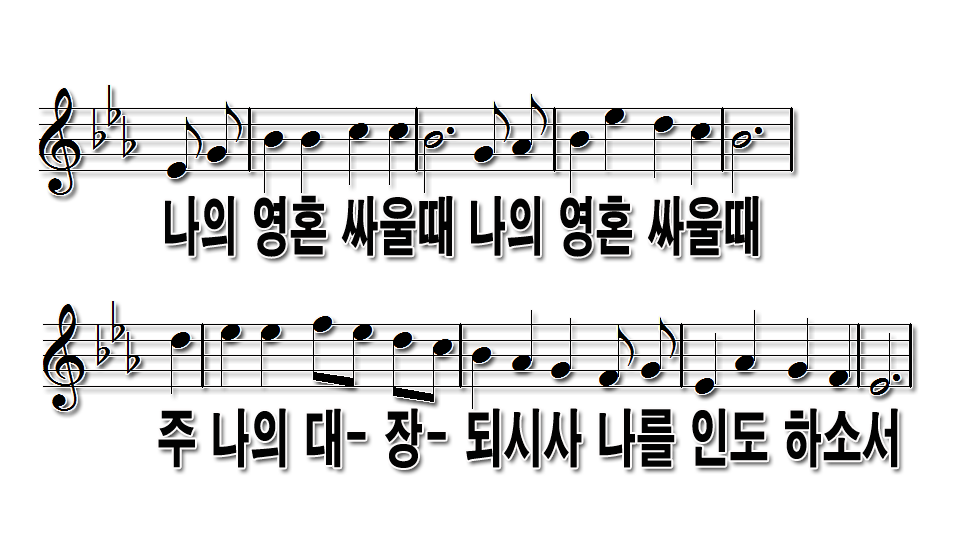 나의 영혼 싸울때 나의 영혼 싸울때
주 나의 대- 장- 되시사 나를 인도 하소서